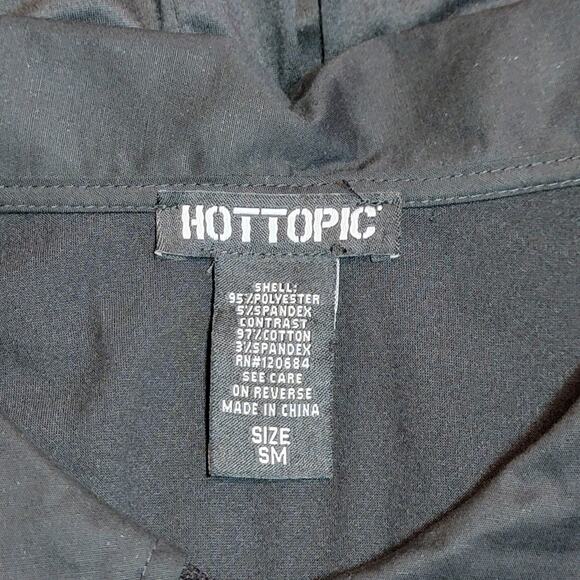 HOTTOPIC
SHELL:
95%POLYESTER
5%SPANDEX
CONTRAST
97%COTTON
3%SPANDEX
RN#120684
SEE CARE
ON REVERSE
MADE IN CHINA
SIZE
SM